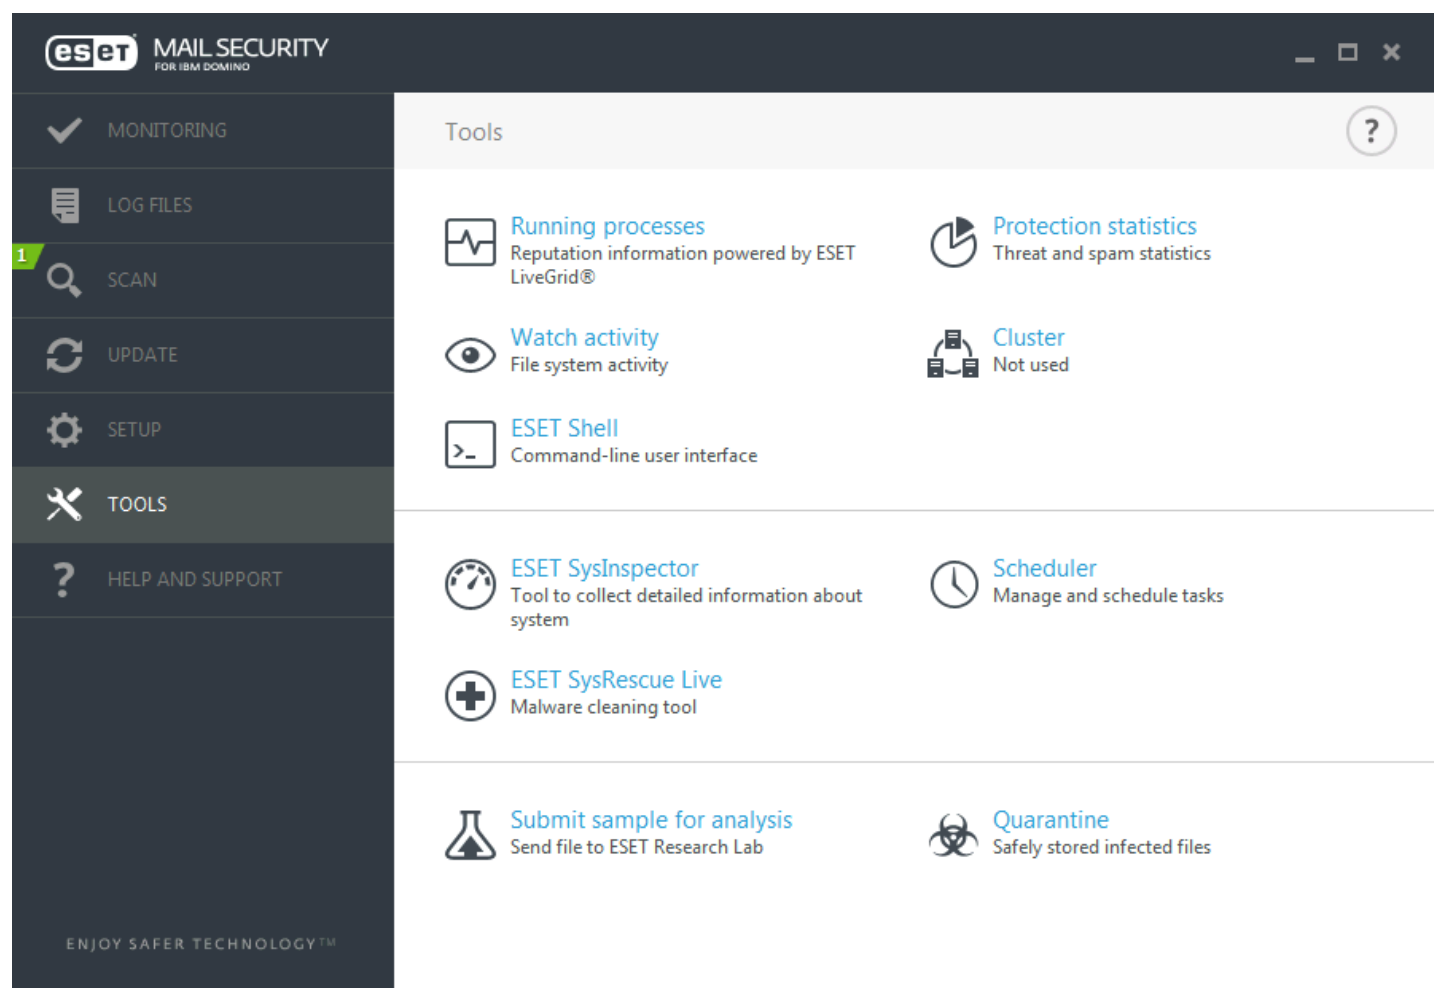 eseT MAIL SECURITY
FOR IBM DOMINO
MONITORING
LOG FILES
1
SCAN
UPDATE
SETUP
TOOLS
HELP AND SUPPORT
ENJOY SAFER TECHNOLOGY™
Tools
?
Running processes
Reputation information powered by ESET
LiveGrid®
Protection statistics
Threat and spam statistics
Watch activity
File system activity
Cluster
Not used
ESET Shell
Command-line user interface
ESET SysInspector
Tool to collect detailed information about
system
Scheduler
Manage and schedule tasks
ESET SysRescue Live
Malware cleaning tool
Submit sample for analysis
Send file to ESET Research Lab
Quarantine
Safely stored infected files